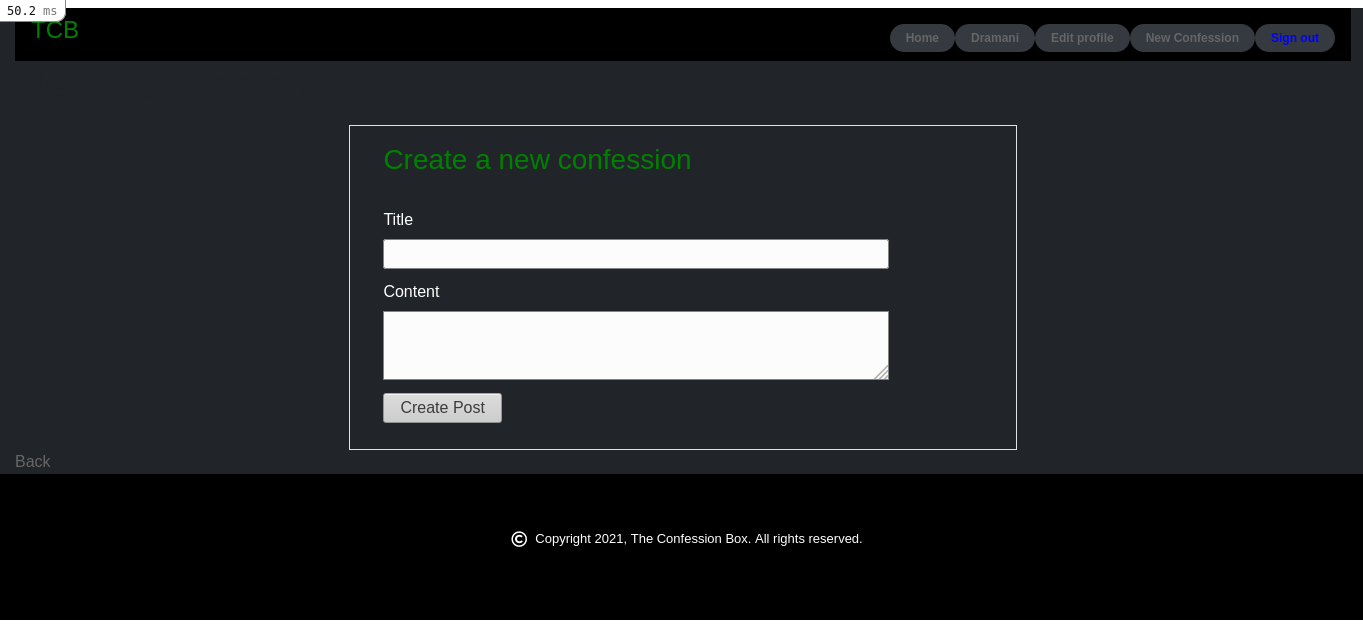 50.2 ms
TCB
Home Dramani Edit profile New Confession Sign out
Create a new confession
Title
Content
Create Post
Back
© Copyright 2021, The Confession Box. All rights reserved.